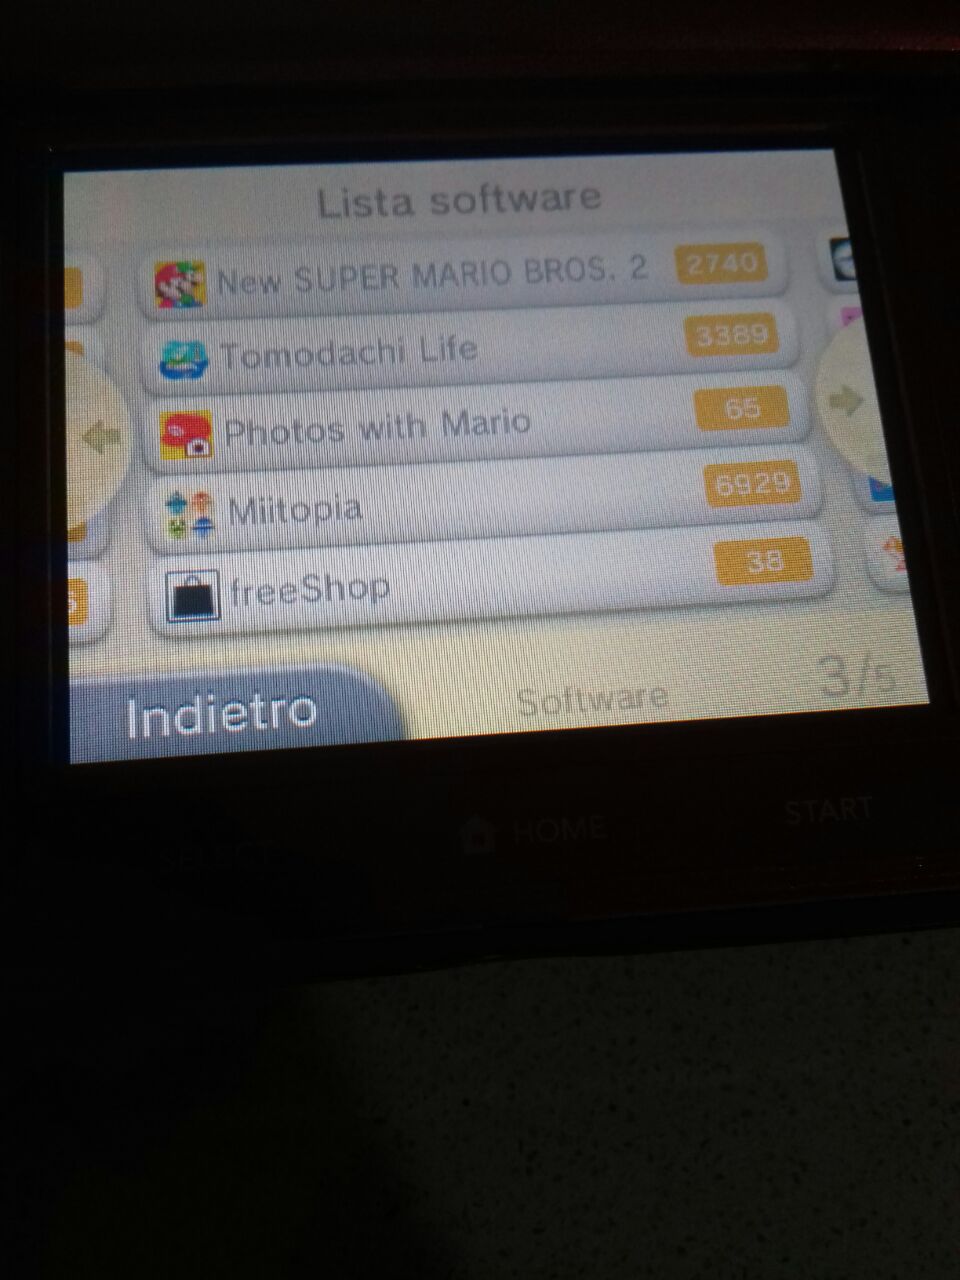 Lista software
New SUPER MARIO BROS. 2 2740
Tomodachi Life 3389
Photos with Mario 65
Miitopia 6929
freeShop 38
Indietro Software 3/5
SELECT HOME START